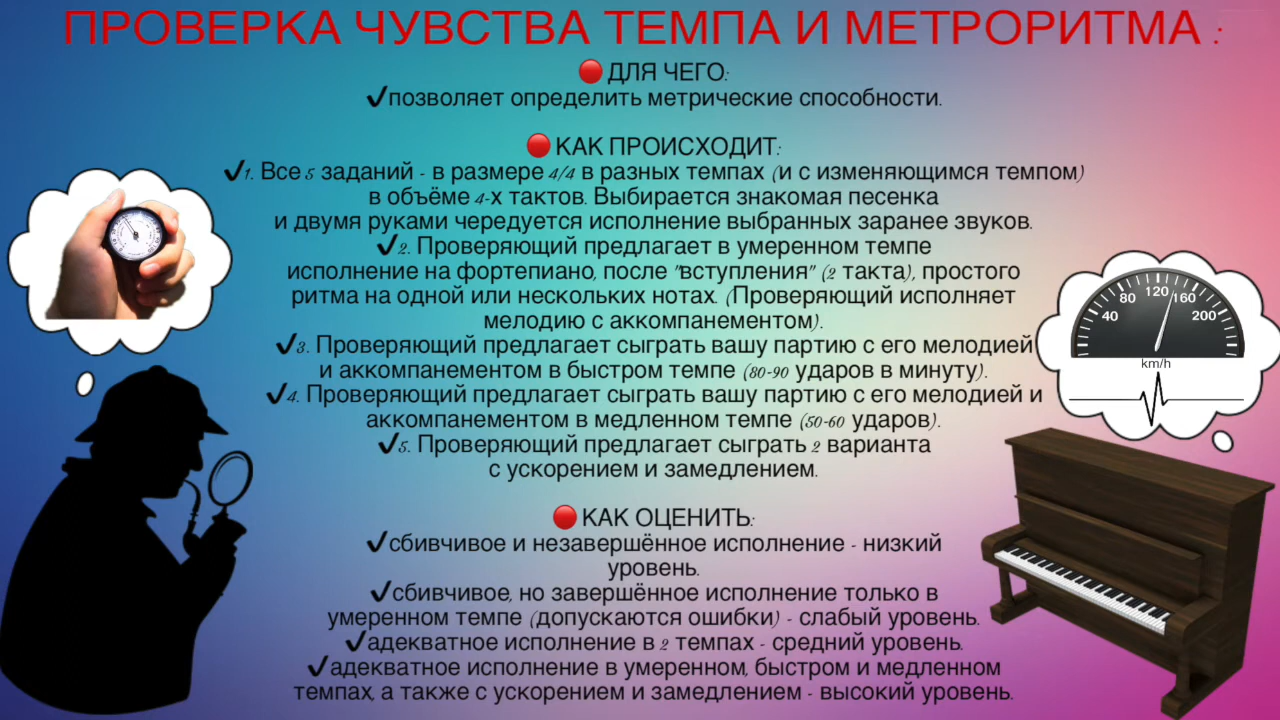 ПРОВЕРКА ЧУВСТВА ТЕМПА И МЕТРОРИТМА :
🔴 ДЛЯ ЧЕГО:
✔позволяет определить метрические способности.
🔴 КАК ПРОИСХОДИТ:
✔1. Все 5 заданий - в размере 4/4 в разных темпах (и с изменяющимся темпом)
в объёме 4-х тактов. Выбирается знакомая песенка
и двумя руками чередуется исполнение выбранных заранее звуков.
✔2. Проверяющий предлагает в умеренном темпе
исполнение на фортепиано, после "вступления" (2 такта), простого
ритма на одной или нескольких нотах. (Проверяющий исполняет
мелодию с аккомпанементом).
✔3. Проверяющий предлагает сыграть вашу партию с его мелодией
и аккомпанементом в быстром темпе (80-90 ударов в минуту).
✔4. Проверяющий предлагает сыграть вашу партию с его мелодией и
аккомпанементом в медленном темпе (50-60 ударов).
✔5. Проверяющий предлагает сыграть 2 варианта
с ускорением и замедлением.
🔴 КАК ОЦЕНИТЬ:
✔сбивчивое и незавершённое исполнение - низкий
уровень.
✔сбивчивое, но завершённое исполнение только в
умеренном темпе (допускаются ошибки) - слабый уровень.
✔адекватное исполнение в 2 темпах - средний уровень.
✔адекватное исполнение в умеренном, быстром и медленном
темпах, а также с ускорением и замедлением - высокий уровень.
40 80 120 160 200
km/h